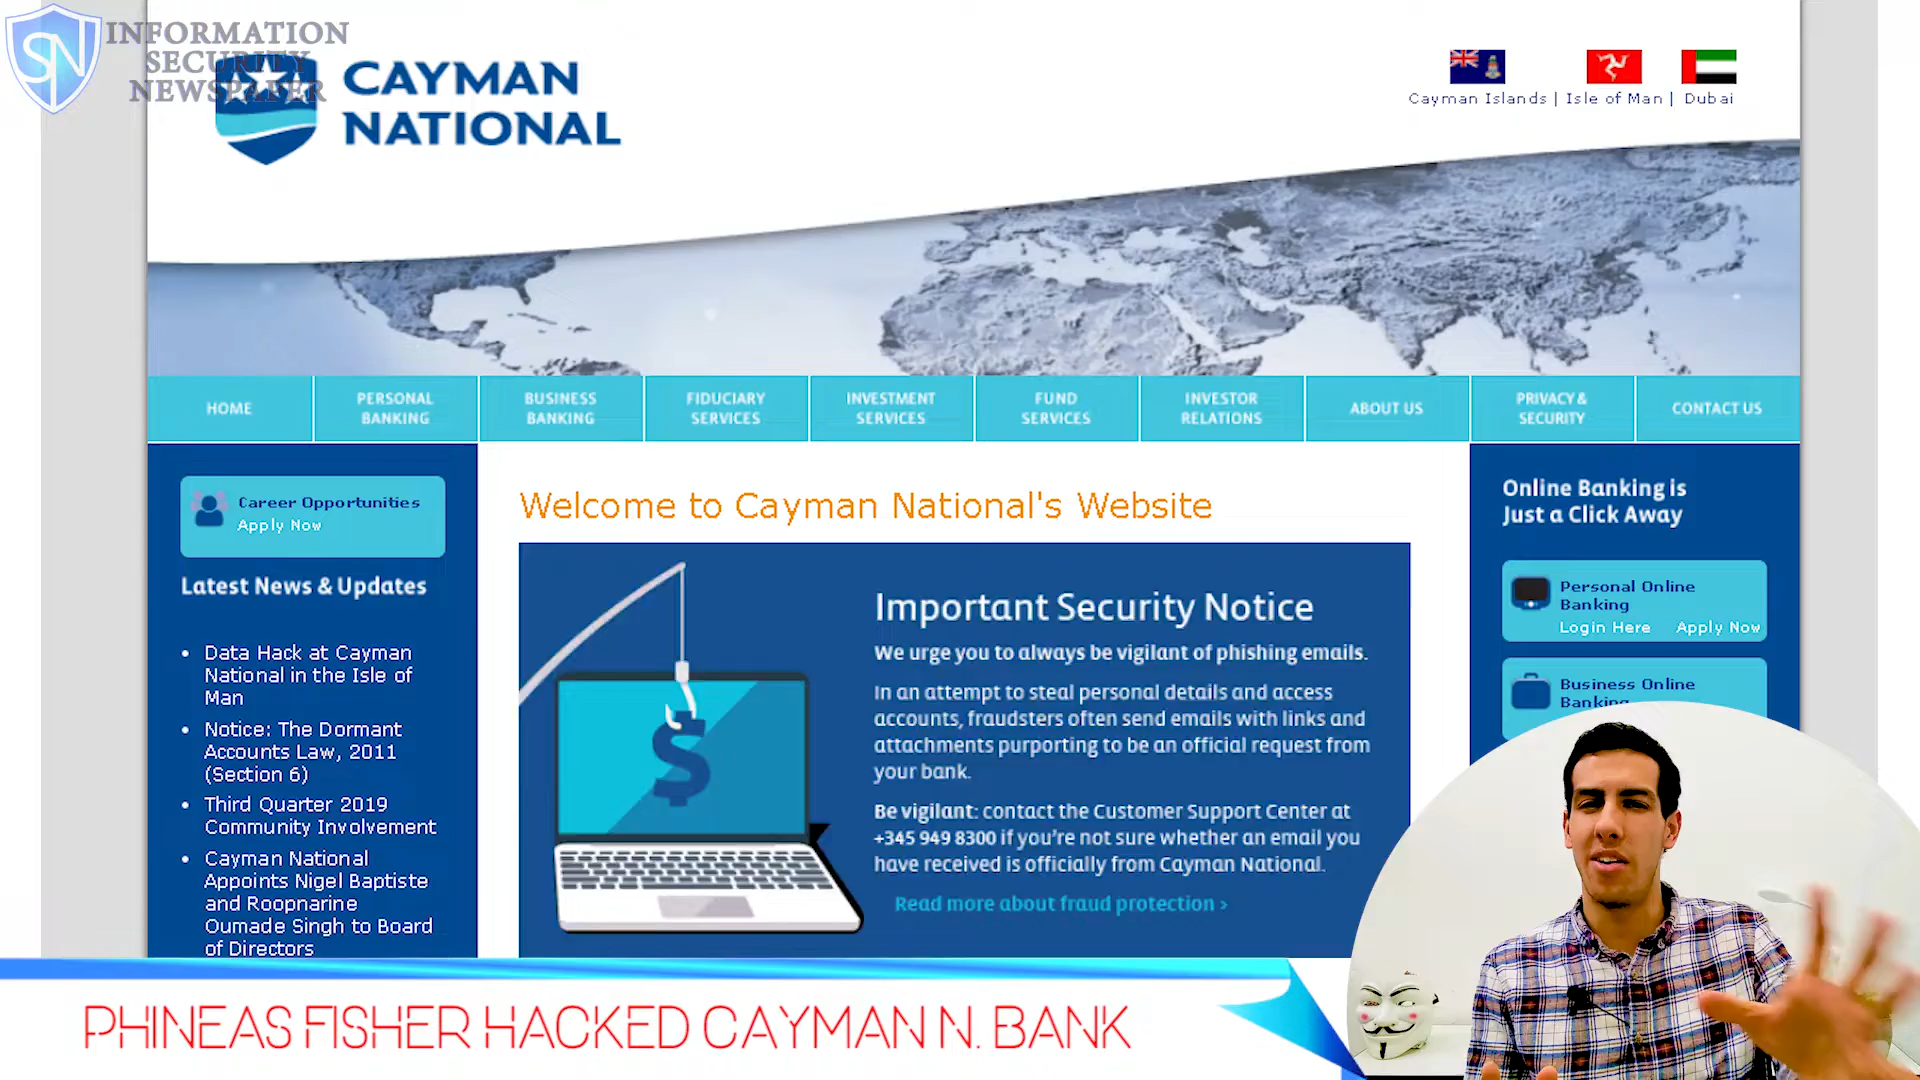 SN
INFORMATION
SECURITY
NEWSPAPER
CAYMAN
NATIONAL
Cayman Islands | Isle of Man | Dubai
HOME
PERSONAL
BANKING
BUSINESS
BANKING
FIDUCIARY
SERVICES
INVESTMENT
SERVICES
FUND
SERVICES
INVESTOR
RELATIONS
ABOUT US
PRIVACY &
SECURITY
CONTACT US
Career Opportunities
Apply Now
Latest News & Updates
• Data Hack at Cayman
National in the Isle of
Man
• Notice: The Dormant
Accounts Law, 2011
(Section 6)
• Third Quarter 2019
Community Involvement
• Cayman National
Appoints Nigel Baptiste
and Roopnarine
Oumade Singh to Board
of Directors
Welcome to Cayman National's Website
$
Important Security Notice
We urge you to always be vigilant of phishing emails.
In an attempt to steal personal details and access
accounts, fraudsters often send emails with links and
attachments purporting to be an official request from
your bank.
Be vigilant: contact the Customer Support Center at
+345 949 8300 if you're not sure whether an email you
have received is officially from Cayman National.
Read more about fraud protection >
Online Banking is
Just a Click Away
Personal Online
Banking
Login Here Apply Now
Business Online
Banking
PHINEAS FISHER HACKED CAYMAN N. BANK